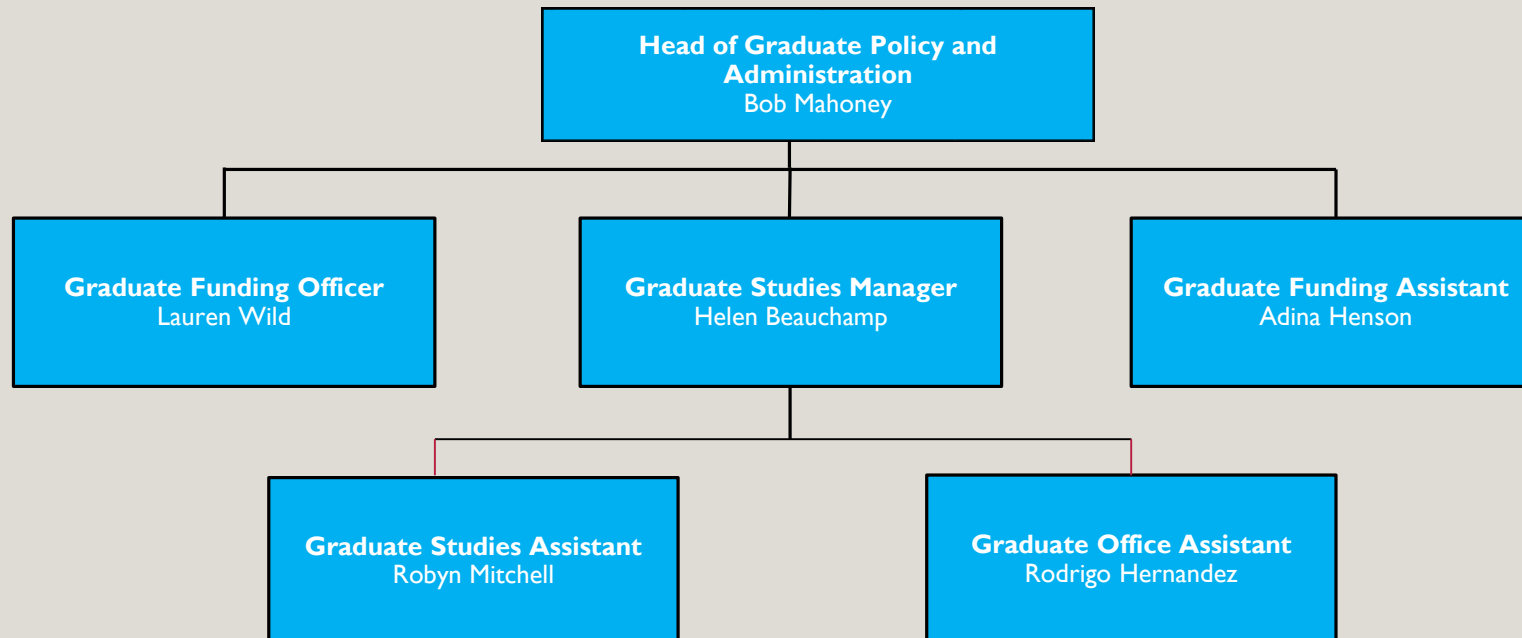 Head of Graduate Policy and
Administration
Bob Mahoney
Graduate Funding Officer
Lauren Wild
Graduate Studies Manager
Helen Beauchamp
Graduate Funding Assistant
Adina Henson
Graduate Studies Assistant
Robyn Mitchell
Graduate Office Assistant
Rodrigo Hernandez